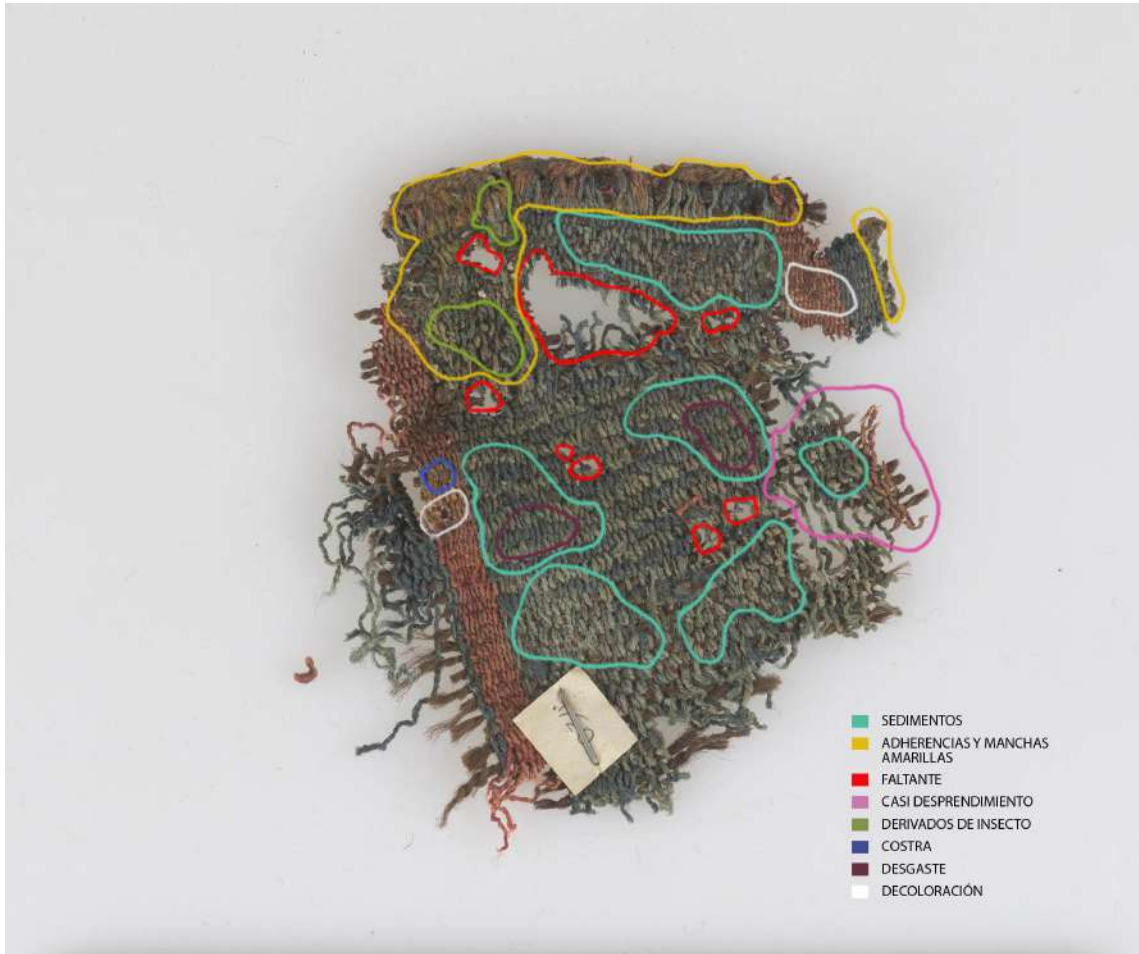 SEDIMENTOS
ADHERENCIAS Y MANCHAS
AMARILLAS
FALTANTE
CASI DESPRENDIMIENTO
DERIVADOS DE INSECTO
COSTRA
DESGASTE
DECOLORACIÓN